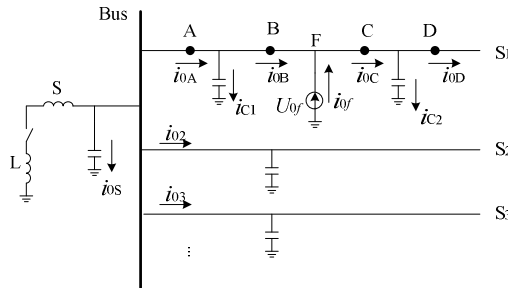 Bus
A B F C D S1
i0A i0B i0C i0D
S iC1 U0f i0f iC2
L i0S i02 S2
i03 S3
...